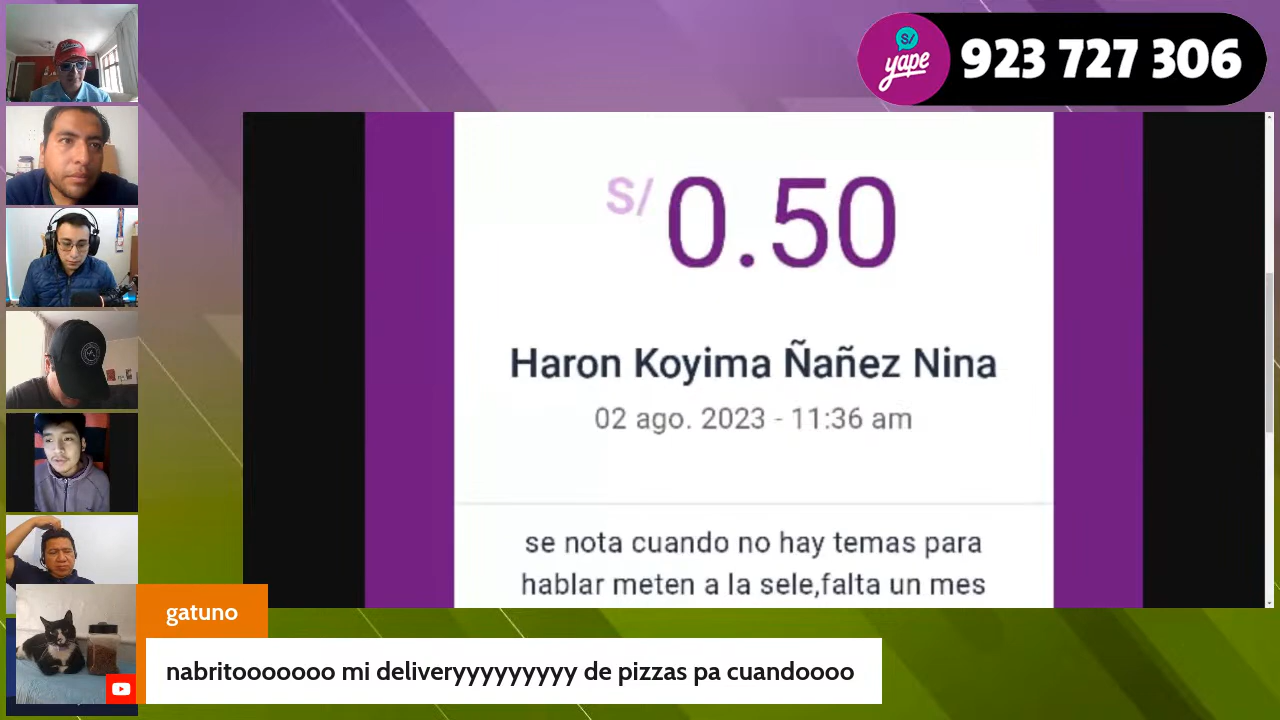 S/
yape
923 727 306
S/ 0.50
Haron Koyima Ñañez Nina
02 ago. 2023 - 11:36 am
se nota cuando no hay temas para
hablar meten a la sele,falta un mes
gatuno
nabritooooooo mi deliveryyyyyyyyyy de pizzas pa cuandoooo